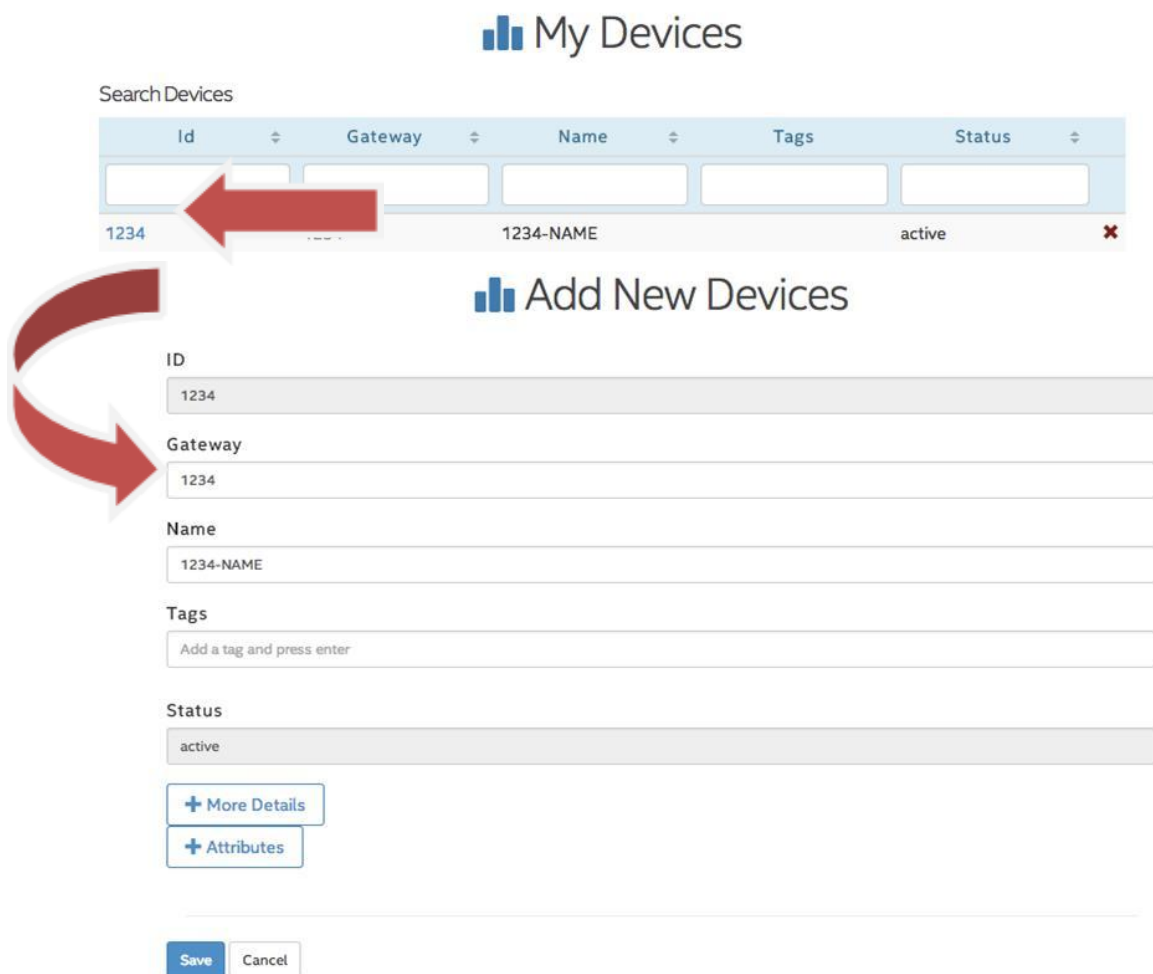 My Devices
Search Devices
Id Gateway Name Tags Status
1234 1234-NAME active
Add New Devices
ID
1234
Gateway
1234
Name
1234-NAME
Tags
Add a tag and press enter
Status
active
More Details
Attributes
Save Cancel